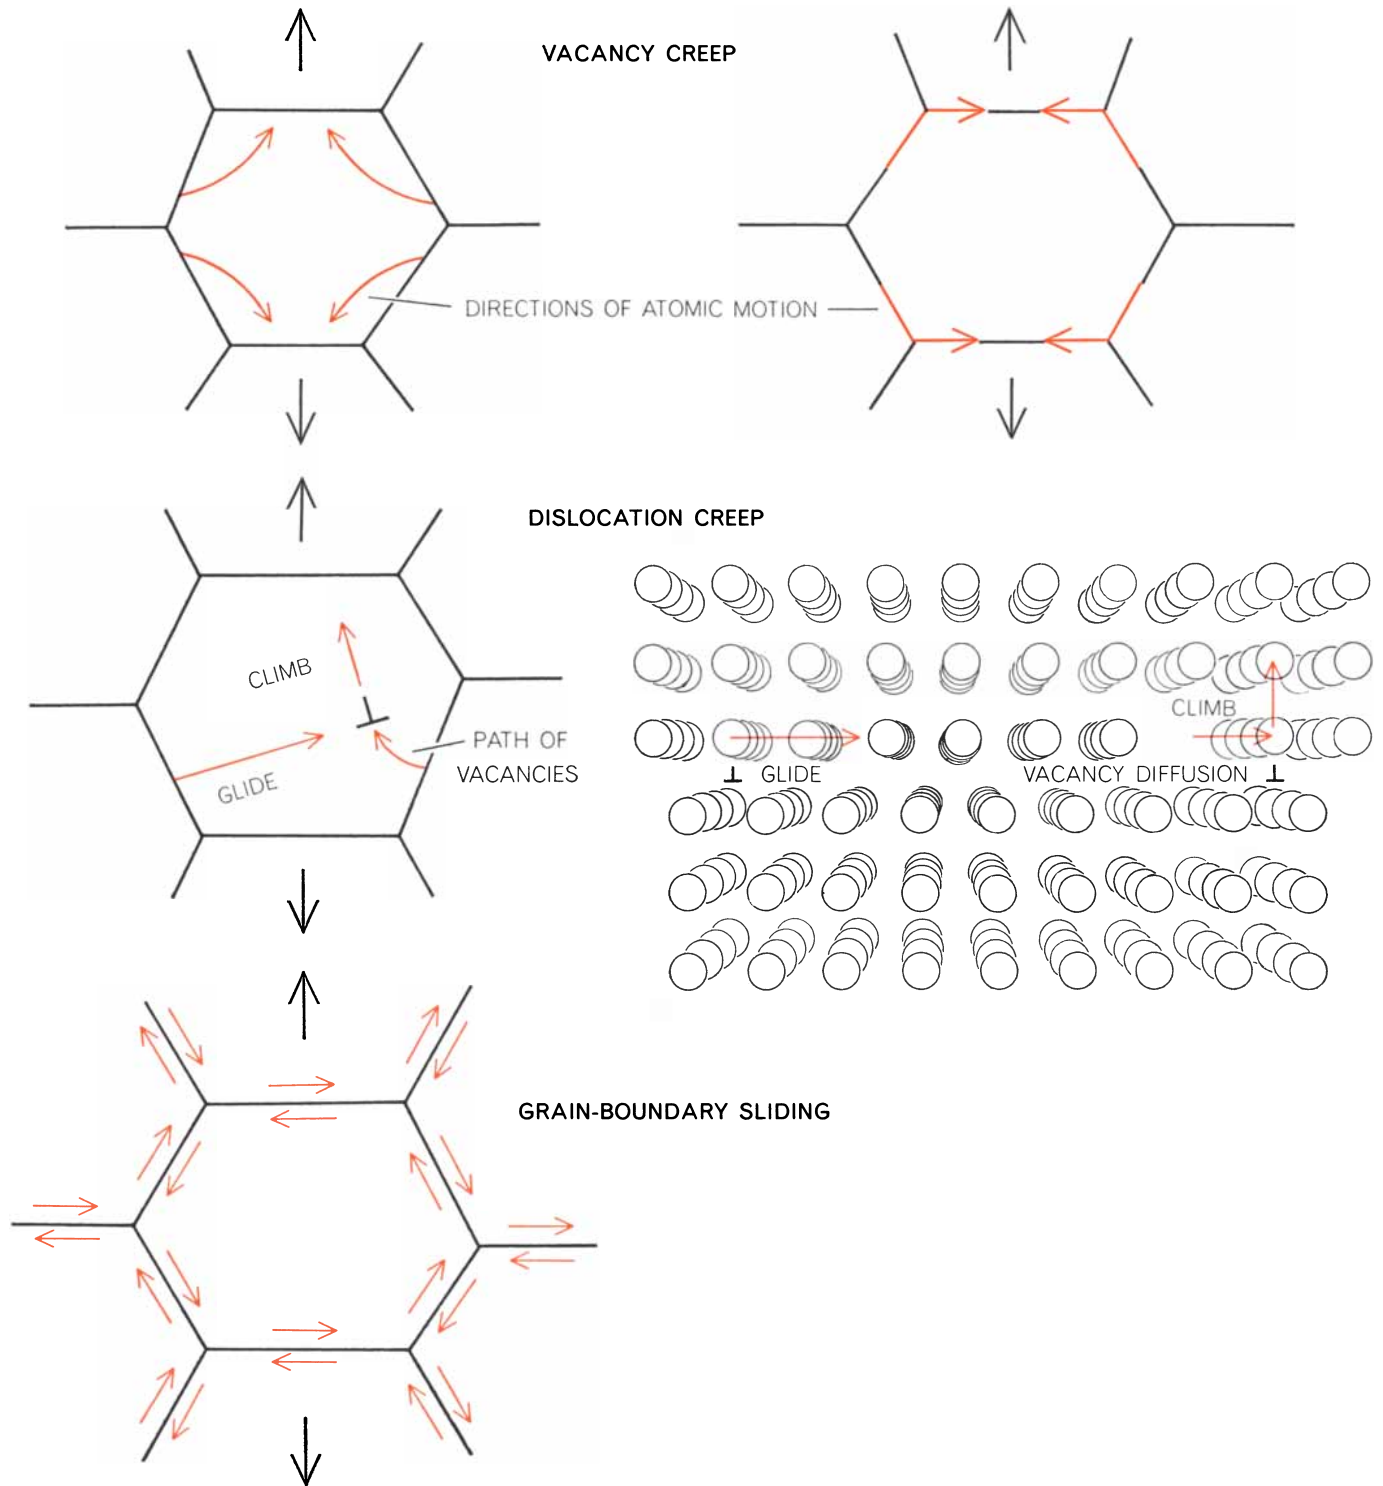 VACANCY CREEP
DIRECTIONS OF ATOMIC MOTION
DISLOCATION CREEP
CLIMB
GLIDE
PATH OF
VACANCIES
CLIMB
GLIDE
VACANCY DIFFUSION
GRAIN-BOUNDARY SLIDING